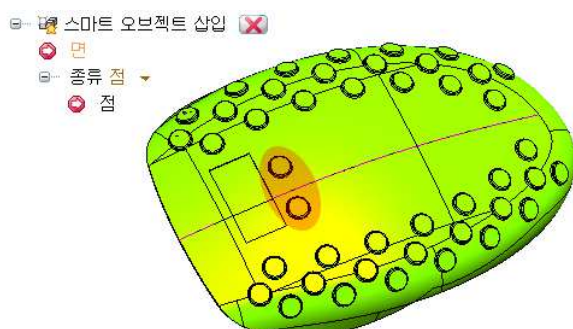 스마트 오브젝트 삽입
면
종류 점
점